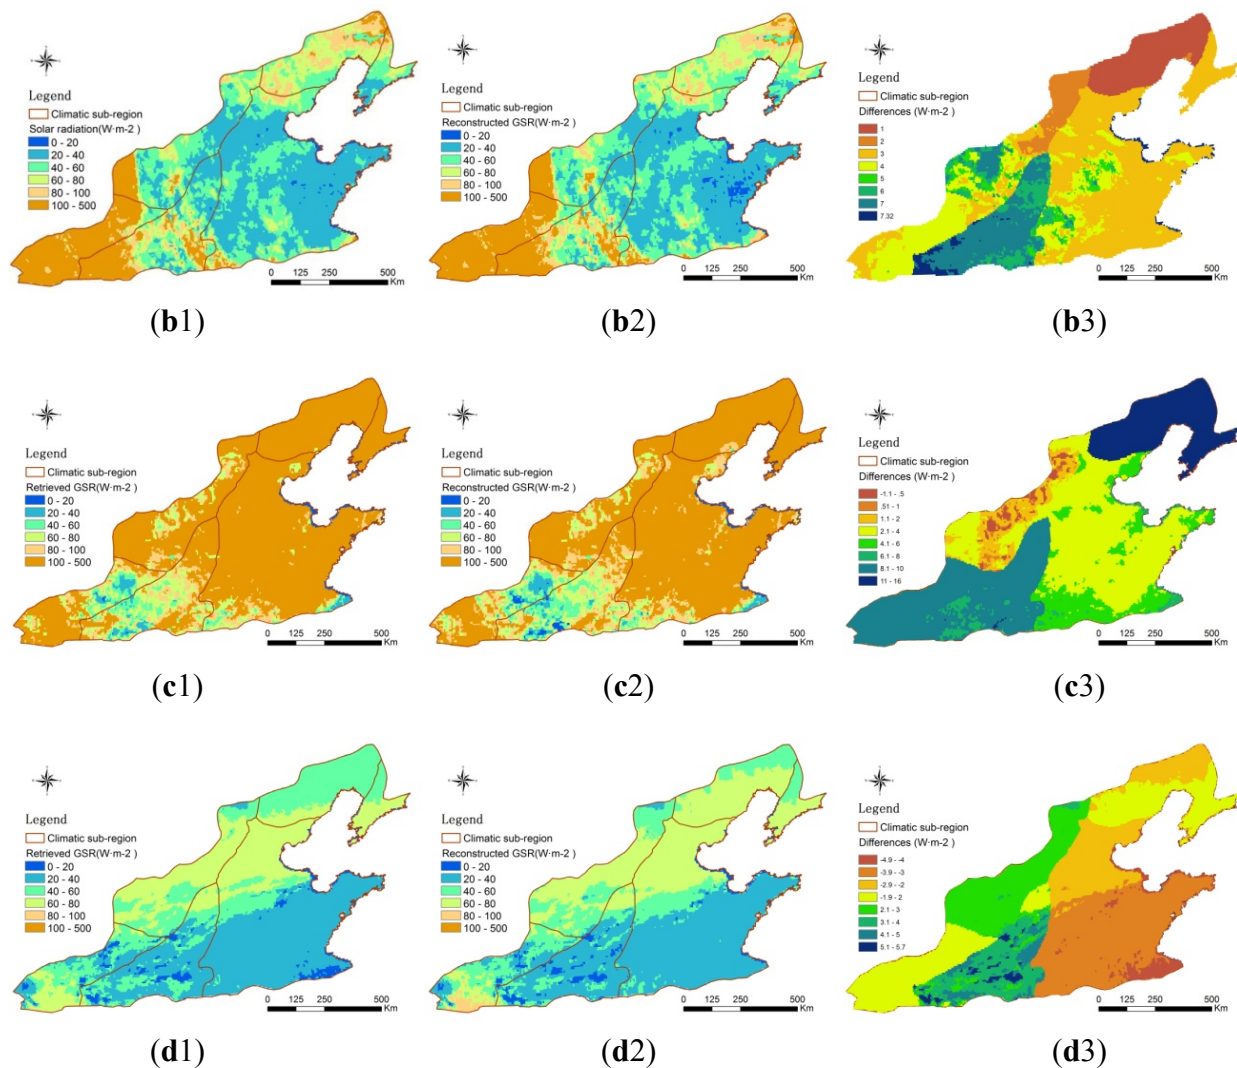 Legend
Climatic sub-region
Solar radiation(W·m-2 )
0 - 20
20 - 40
40 - 60
60 - 80
80 - 100
100 - 500
0 125 250 500
Km
(b1)
Legend
Climatic sub-region
Reconstructed GSR(W·m-2 )
0 - 20
20 - 40
40 - 60
60 - 80
80 - 100
100 - 500
0 125 250 500
Km
(b2)
Legend
Climatic sub-region
Differences (W·m-2 )
1
2
3
4
5
6
7
7.32
0 125 250 500
Km
(b3)
Legend
Climatic sub-region
Retrieved GSR(W·m-2 )
0 - 20
20 - 40
40 - 60
60 - 80
80 - 100
100 - 500
0 125 250 500
Km
(c1)
Legend
Climatic sub-region
Reconstructed GSR(W·m-2 )
0 - 20
20 - 40
40 - 60
60 - 80
80 - 100
100 - 500
0 125 250 500
Km
(c2)
Legend
Climatic sub-region
Differences (W·m-2 )
-1.1 - .5
.51 - 1
1.1 - 2
2.1 - 4
4.1 - 6
6.1 - 8
8.1 - 10
11 - 16
0 125 250 500
Km
(c3)
Legend
Climatic sub-region
Retrieved GSR(W·m-2 )
0 - 20
20 - 40
40 - 60
60 - 80
80 - 100
100 - 500
0 125 250 500
Km
(d1)
Legend
Climatic sub-region
Reconstructed GSR(W·m-2 )
0 - 20
20 - 40
40 - 60
60 - 80
80 - 100
100 - 500
0 125 250 500
Km
(d2)
Legend
Climatic sub-region
Differences (W·m-2 )
-4.9 - -4
-3.9 - -3
-2.9 - -2
-1.9 - 2
2.1 - 3
3.1 - 4
4.1 - 5
5.1 - 5.7
0 125 250 500
Km
(d3)